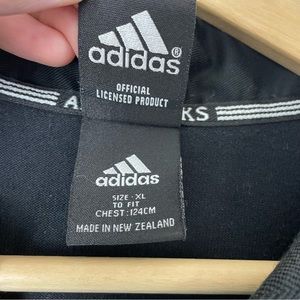 adidas®
OFFICIAL
LICENSED PRODUCT
adidas
SIZE - XL
TO FIT
CHEST : 124CM
MADE IN NEW ZEALAND